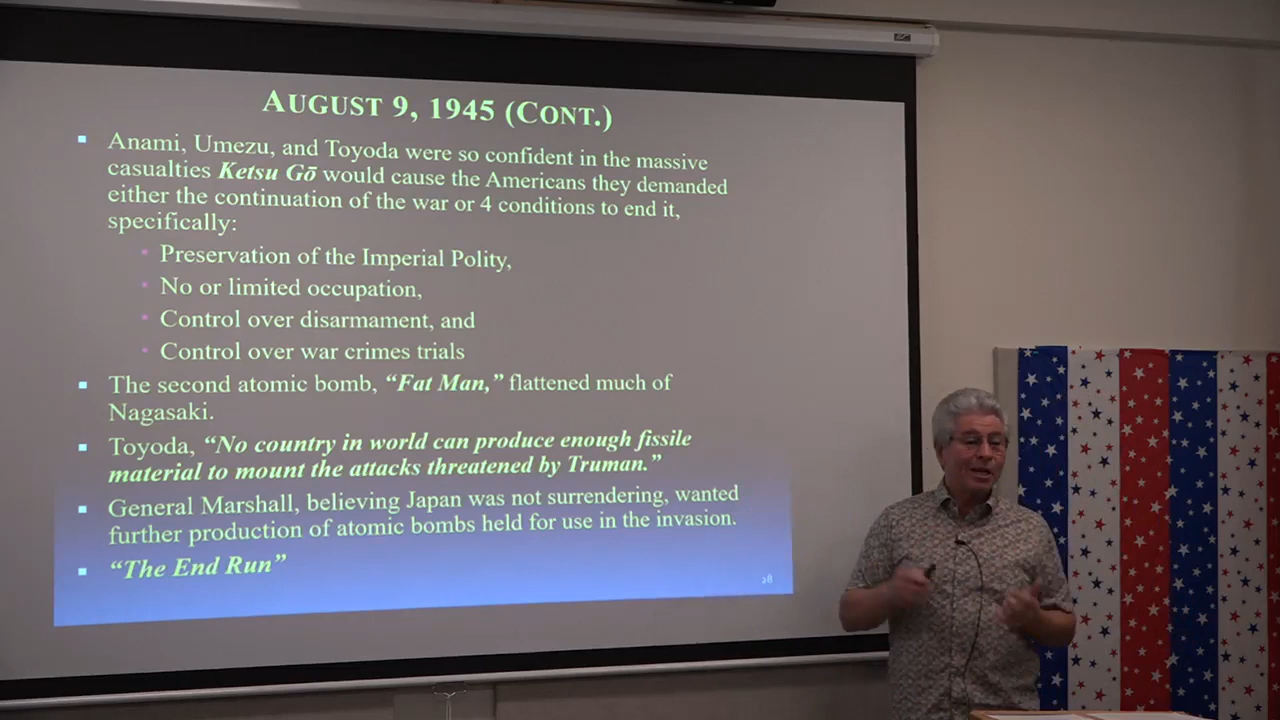 AUGUST 9, 1945 (CONT.)
Anami, Umezu, and Toyoda were so confident in the massive
casualties Ketsu Gō would cause the Americans they demanded
either the continuation of the war or 4 conditions to end it,
specifically:
Preservation of the Imperial Polity,
No or limited occupation,
Control over disarmament, and
Control over war crimes trials
The second atomic bomb, “Fat Man,” flattened much of
Nagasaki.
Toyoda, “No country in world can produce enough fissile
material to mount the attacks threatened by Truman.”
General Marshall, believing Japan was not surrendering, wanted
further production of atomic bombs held for use in the invasion.
“The End Run”